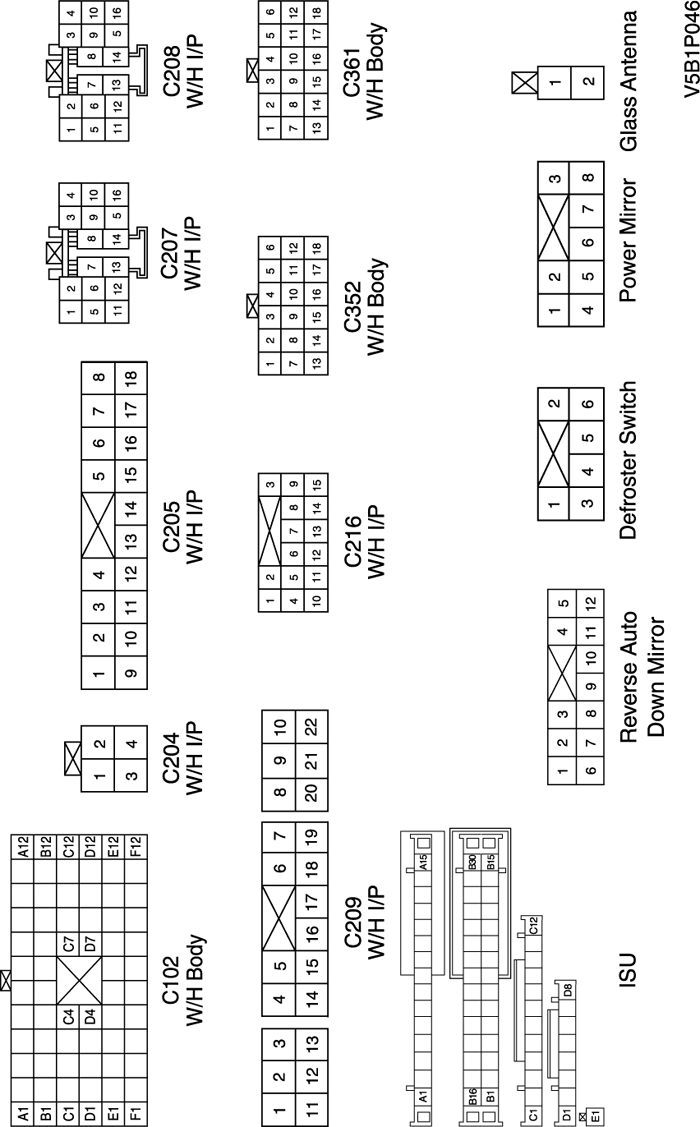 A1 A12
B1 B12
C1 C4 C7 C12
D1 D4 D7 D12
E1 E12
F1 F12
C102
W/H Body
1 2
3 4
C204
W/H I/P
1 2 3 4 5 6 7 8
9 10 11 12 13 14 15 16 17 18
C205
W/H I/P
1 2 3 4
5 6 7 8 9 10
11 12 13 14 5 16
C207
W/H I/P
1 2 3 4
5 6 7 8 9 10
11 12 13 14 5 16
C208
W/H I/P
1 2 3 4 5 6 7 8 9 10
11 12 13 14 15 16 17 18 19 20 21 22
C209
W/H I/P
1 2 3
4 5 6 7 8 9
10 11 12 13 14 15
C216
W/H I/P
1 2 3 4 5 6
7 8 9 10 11 12
13 14 15 16 17 18
C352
W/H Body
1 2 3 4 5 6
7 8 9 10 11 12
13 14 15 16 17 18
C361
W/H Body
A1 A15
B16 B30
B1 B15
C1 C12
D1 D8
E1
ISU
1 2 3 4 5
6 7 8 9 10 11 12
Reverse Auto
Down Mirror
1 2
3 4 5 6
Defroster Switch
1 2 3
4 5 6 7 8
Power Mirror
1
2
Glass Antenna
V5B1P046